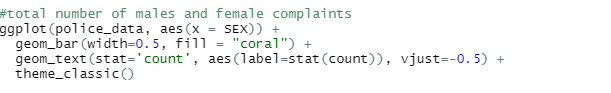 #total number of males and female complaints
ggplot(police_data, aes(x = SEX)) +
  geom_bar(width=0.5, fill = "coral") +
  geom_text(stat='count', aes(label=stat(count)), vjust=-0.5) +
  theme_classic()